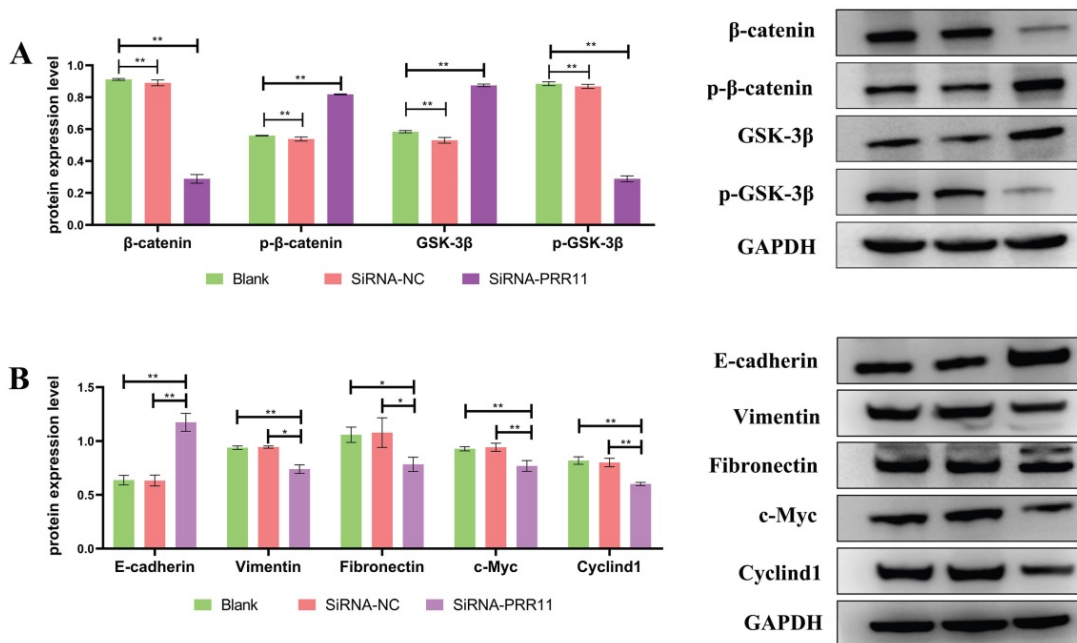 A
protein expression level
1.0
0.8
0.6
0.4
0.2
0.0
**
**
**
**
**
**
**
**
β-catenin
p-β-catenin
GSK-3β
p-GSK-3β
Blank
SiRNA-NC
SiRNA-PRR11
β-catenin
p-β-catenin
GSK-3β
p-GSK-3β
GAPDH
B
protein expression level
1.5
1.0
0.5
0.0
**
**
**
*
*
*
**
**
**
**
E-cadherin
Vimentin
Fibronectin
c-Myc
Cyclind1
Blank
SiRNA-NC
SiRNA-PRR11
E-cadherin
Vimentin
Fibronectin
c-Myc
Cyclind1
GAPDH